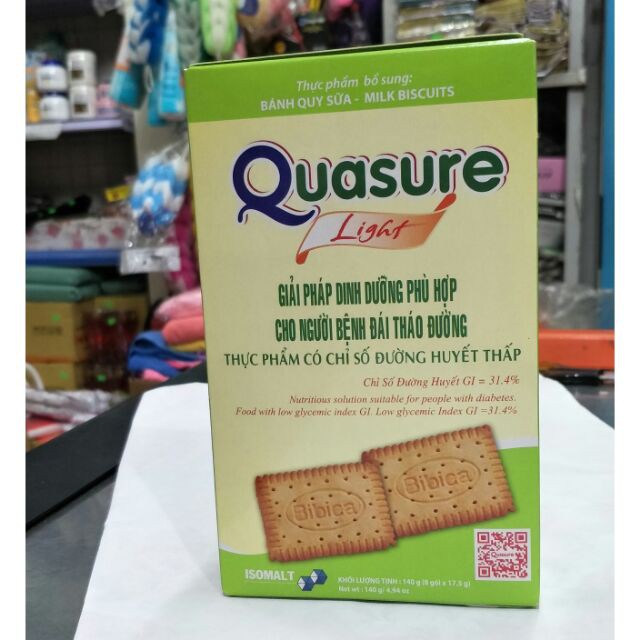 Thực phẩm bổ sung:
BÁNH QUY SỮA - MILK BISCUITS
Quasure
Light
GIẢI PHÁP DINH DƯỠNG PHÙ HỢP
CHO NGƯỜI BỆNH ĐÁI THÁO ĐƯỜNG
THỰC PHẨM CÓ CHỈ SỐ ĐƯỜNG HUYẾT THẤP
Chỉ Số Đường Huyết GI = 31.4%
Nutritious solution suitable for people with diabetes.
Food with low glycemic index GI. Low glycemic Index GI =31.4%
Bibica
Bibica
ISOMALT
KHỐI LƯỢNG TỊNH : 140 g (8 gói x 17,5 g)
Net wt : 140 g/ 4.94 oz